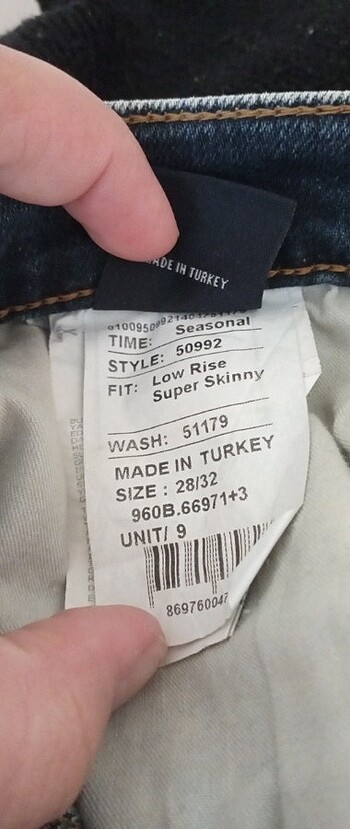 MADE IN TURKEY
TIME: Seasonal
STYLE: 50992
FIT: Low Rise
Super Skinny
WASH: 51179
MADE IN TURKEY
SIZE : 28/32
960B.66971+3
UNIT/ 9
869760047